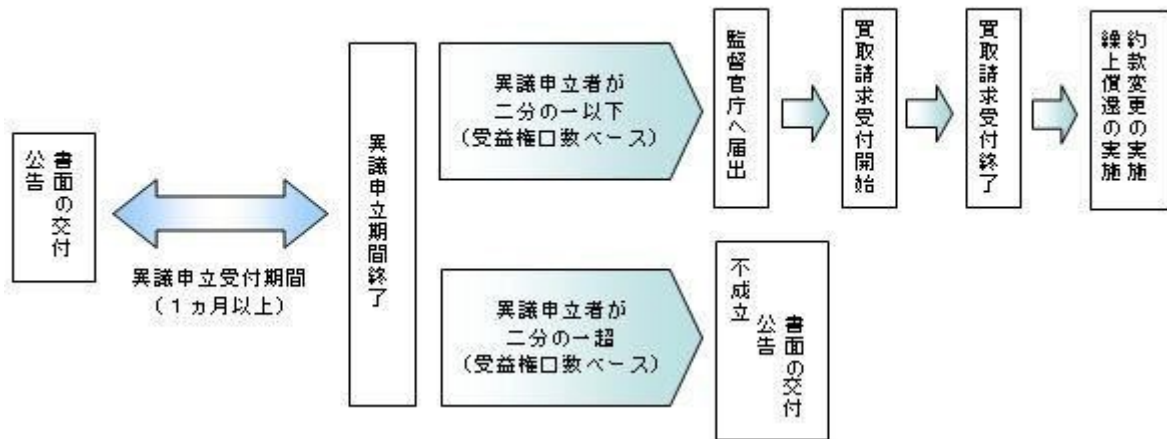 書面の交付
公告
異議申立受付期間
（１ヵ月以上）
異議申立期間終了
異議申立者が
二分の一以下
（受益権口数ベース）
監督官庁へ届出
買取請求受付開始
買取請求受付終了
約款変更の実施
繰上償還の実施
異議申立者が
二分の一超
（受益権口数ベース）
不成立
書面の交付
公告